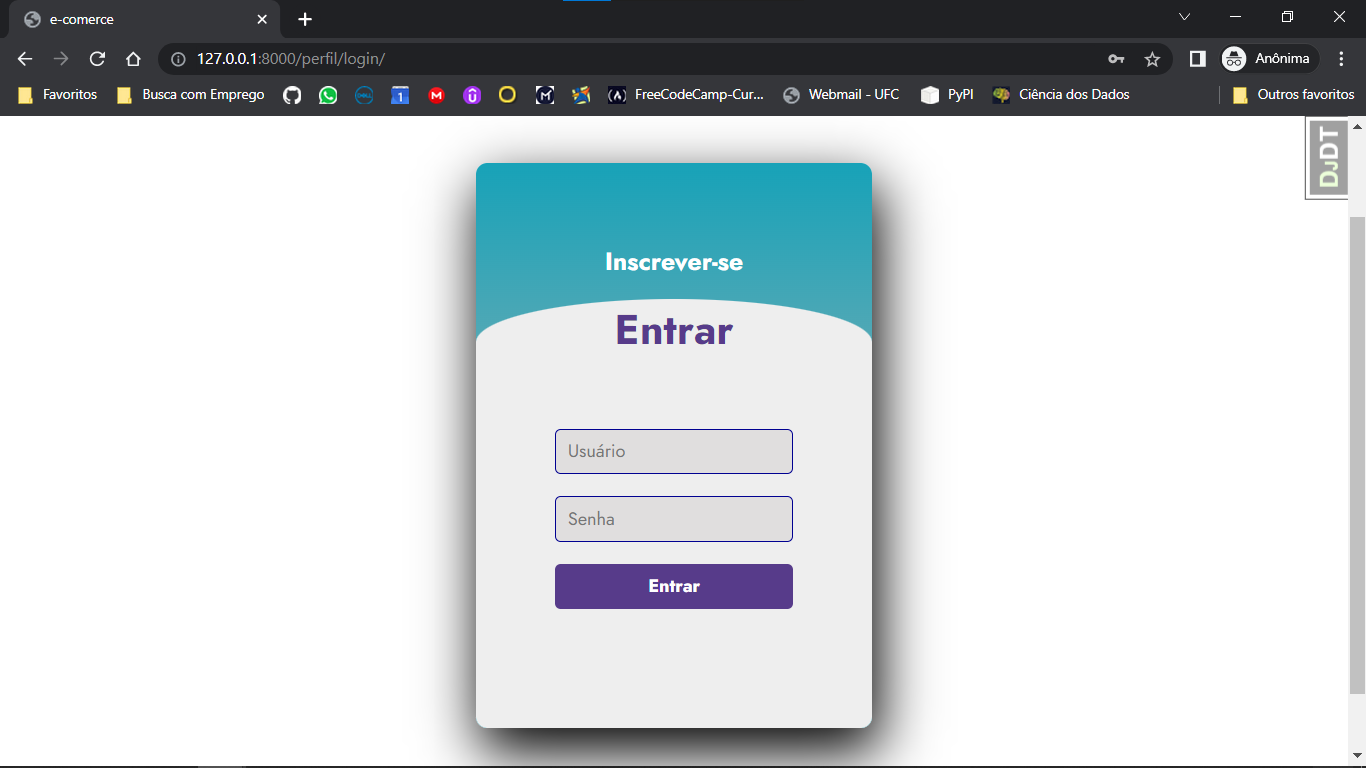 e-comerce
127.0.0.1:8000/perfil/login/
Anônima
Favoritos
Busca com Emprego
1
FreeCodeCamp-Cur...
Webmail - UFC
PyPI
Ciência dos Dados
Outros favoritos
DjDT
Inscrever-se
Entrar
Usuário
Senha
Entrar